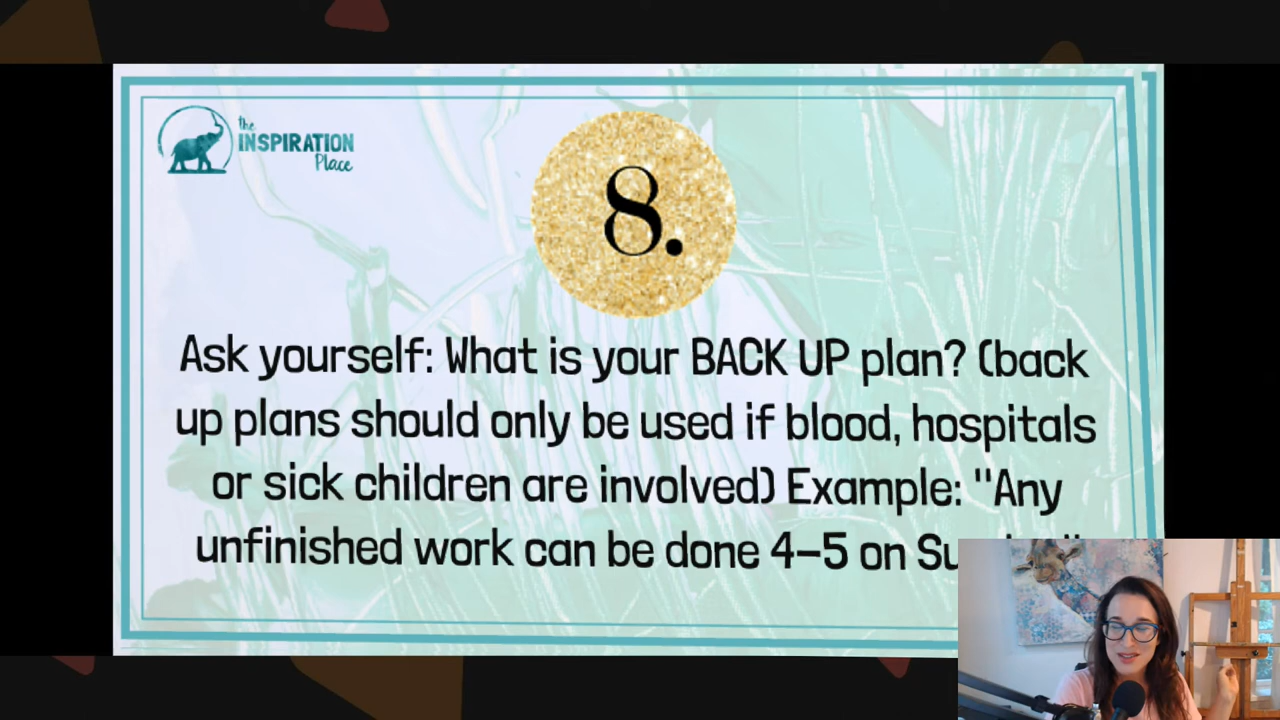 the
INSPIRATION
Place
8.
Ask yourself: What is your BACK UP plan? (back
up plans should only be used if blood, hospitals
or sick children are involved) Example: "Any
unfinished work can be done 4-5 on